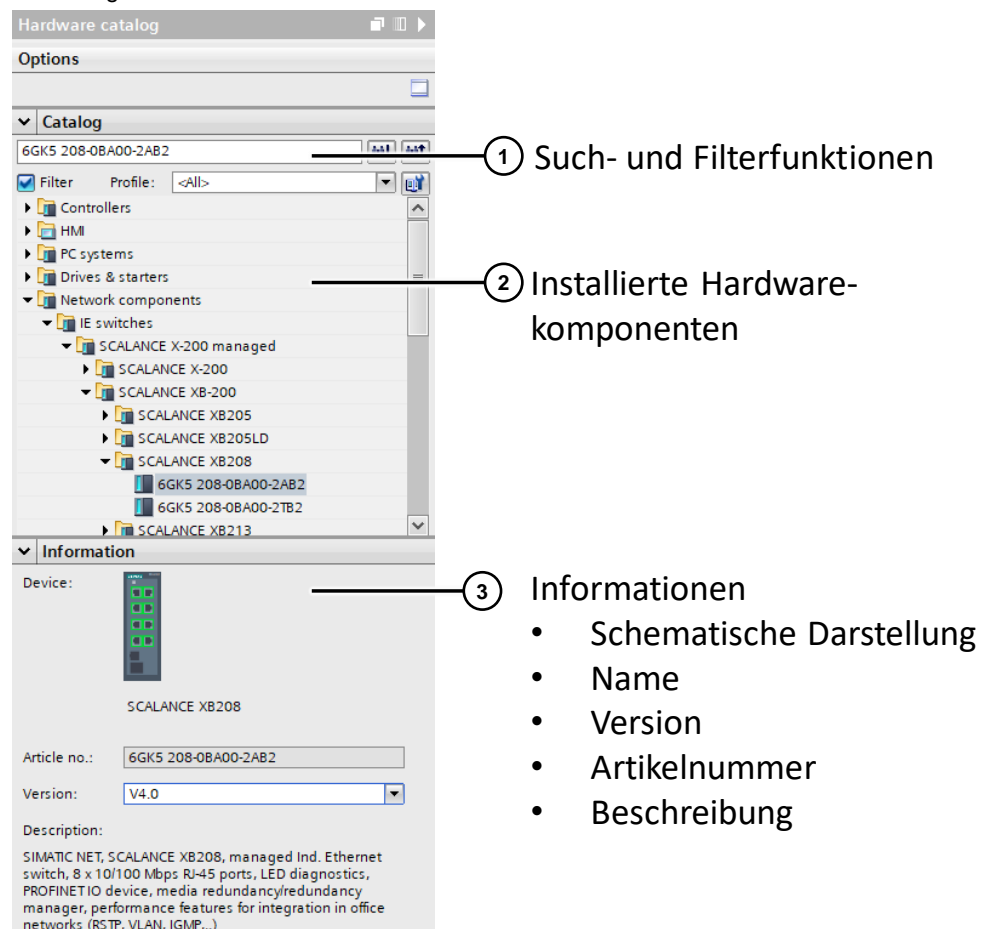 Hardware catalog
Options
Catalog
6GK5 208-0BA00-2AB2
1 Such- und Filterfunktionen
Filter Profile: <All>
Controllers
HMI
PC systems
Drives & starters
2 Installierte Hardware-
komponenten
Network components
IE switches
SCALANCE X-200 managed
SCALANCE X-200
SCALANCE XB-200
SCALANCE XB205
SCALANCE XB205LD
SCALANCE XB208
6GK5 208-0BA00-2AB2
6GK5 208-0BA00-2TB2
SCALANCE XB213
Information
Device:
SCALANCE XB208
Article no.: 6GK5 208-0BA00-2AB2
Version: V4.0
Description:
SIMATIC NET, SCALANCE XB208, managed Ind. Ethernet
switch, 8 x 10/100 Mbps RJ-45 ports, LED diagnostics,
PROFINET IO device, media redundancy/redundancy
manager, performance features for integration in office
networks (RSTP, VLAN, IGMP,...)
3 Informationen
• Schematische Darstellung
• Name
• Version
• Artikelnummer
• Beschreibung